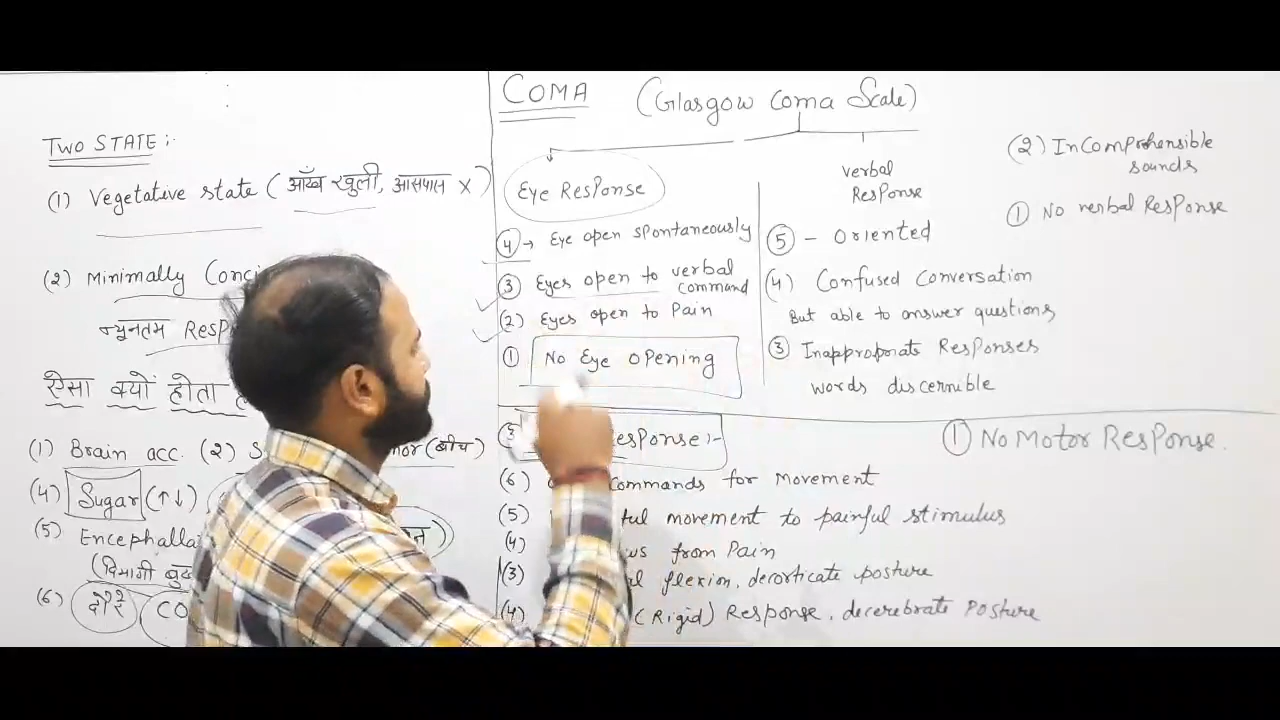 TWO STATE:-
(1) Vegetative state (आँख खुली, आसपास X)
(2) Minimally
न्यूनतम
ऐसा क्यों होता
(1) Brain acc. (2) (बीच)
(4) Sugar (↑↓)
(5)
(6) दौरे
COMA (Glasgow Coma Scale)
Eye Response
④ → Eye open spontaneously
③ Eyes open to verbal
command
(2) Eyes open to Pain
① No Eye opening
verbal
Response
⑤ - Oriented
(4) Confused conversation
But able to answer questions
③ Responses
words discernible
(2) Incomprehensible
sounds
① No verbal Response
Response:-
① No Motor Response.
(6) Commands for movement
(5) movement to painful stimulus
(4) from Pain
(3) flexion, decorticate posture
(4) (Rigid) Response, decerebrate Posture